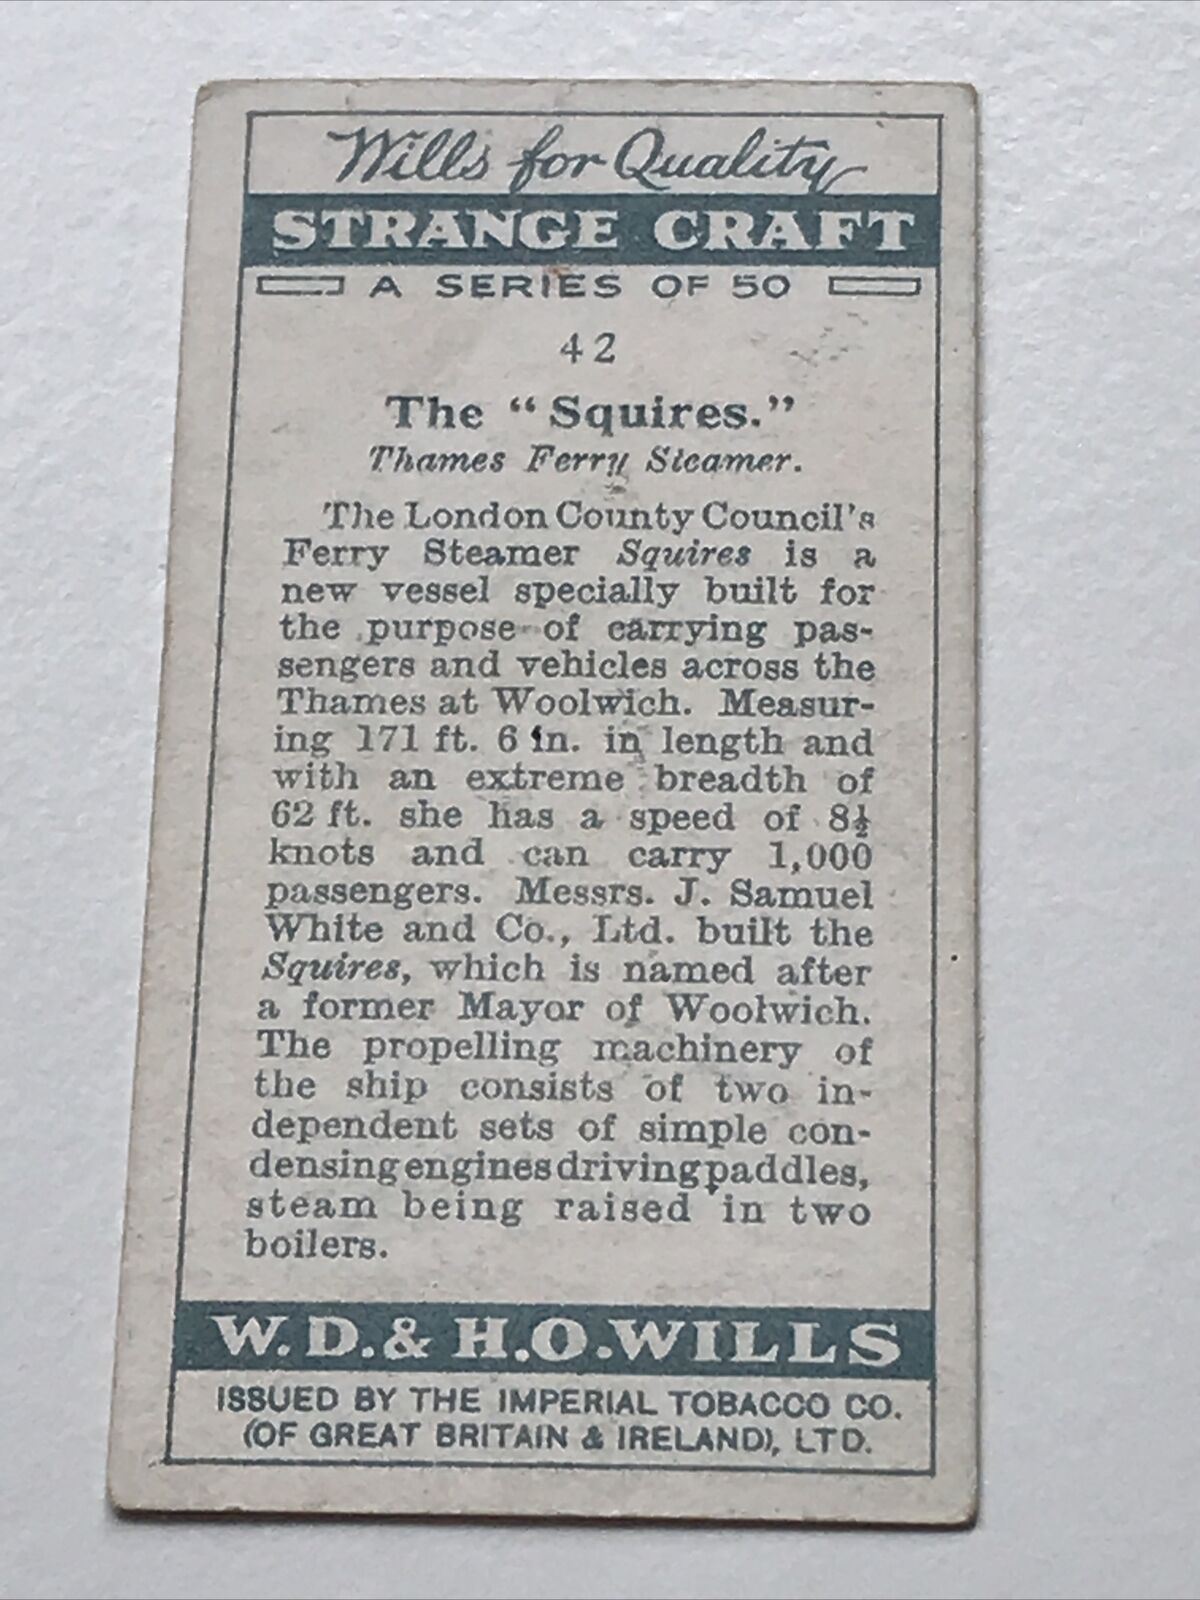 Wills for Quality
STRANGE CRAFT
A SERIES OF 50
42
The "Squires."
Thames Ferry Steamer.
The London County Council's
Ferry Steamer Squires is a
new vessel specially built for
the purpose of carrying pas-
sengers and vehicles across the
Thames at Woolwich. Measur-
ing 171 ft. 6 in. in length and
with an extreme breadth of
62 ft. she has a speed of 8½
knots and can carry 1,000
passengers. Messrs. J. Samuel
White and Co., Ltd. built the
Squires, which is named after
a former Mayor of Woolwich.
The propelling machinery of
the ship consists of two in-
dependent sets of simple con-
densing engines driving paddles,
steam being raised in two
boilers.
W.D. & H.O. WILLS
ISSUED BY THE IMPERIAL TOBACCO CO.
(OF GREAT BRITAIN & IRELAND), LTD.